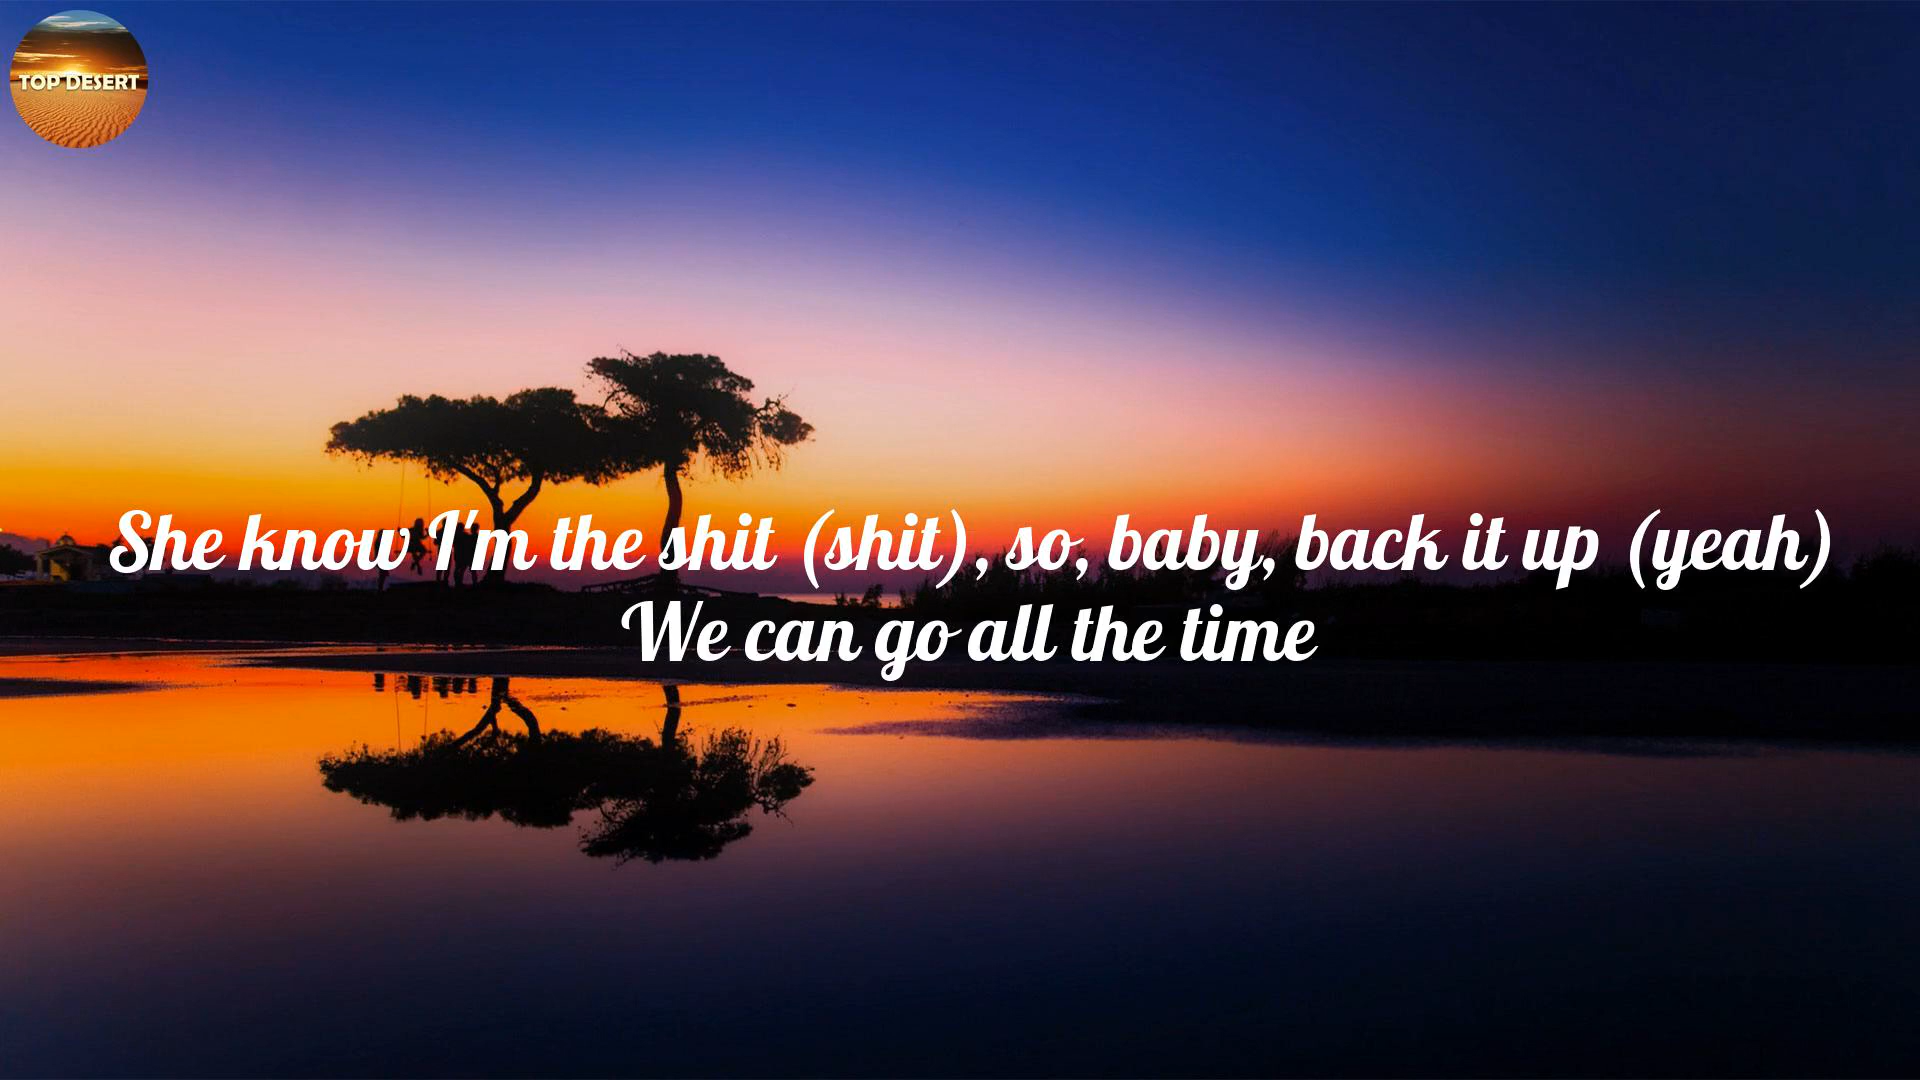 TOP DESERT
She know I'm the shit (shit), so, baby, back it up (yeah)
We can go all the time